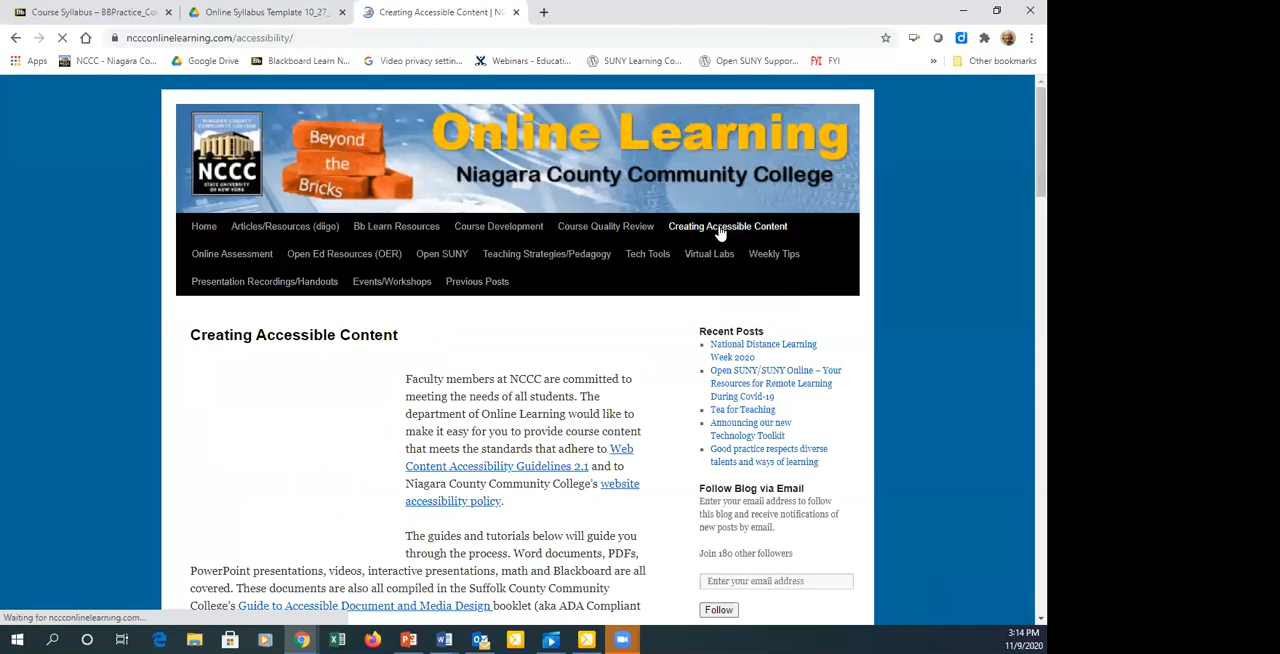 Course Syllabus – BBPractice_Co
Online Syllabus Template 10_27_
Creating Accessible Content | NC
nccconlinelearning.com/accessibility/
Apps
NCCC - Niagara Co...
Google Drive
Blackboard Learn N...
Video privacy setting...
Webinars - Educati...
SUNY Learning Co...
Open SUNY Suppor...
FYI FYI
»
Other bookmarks
NCCC
STATE UNIVERSITY
OF NEW YORK
Beyond
the
Bricks
Online Learning
Niagara County Community College
Home Articles/Resources (diigo) Bb Learn Resources Course Development Course Quality Review Creating Accessible Content
Online Assessment Open Ed Resources (OER) Open SUNY Teaching Strategies/Pedagogy Tech Tools Virtual Labs Weekly Tips
Presentation Recordings/Handouts Events/Workshops Previous Posts
Creating Accessible Content
Faculty members at NCCC are committed to
meeting the needs of all students. The
department of Online Learning would like to
make it easy for you to provide course content
that meets the standards that adhere to Web
Content Accessibility Guidelines 2.1 and to
Niagara County Community College's website
accessibility policy.
The guides and tutorials below will guide you
through the process. Word documents, PDFs,
PowerPoint presentations, videos, interactive presentations, math and Blackboard are all
covered. These documents are also all compiled in the Suffolk County Community
College's Guide to Accessible Document and Media Design booklet (aka ADA Compliant
Recent Posts
National Distance Learning
Week 2020
Open SUNY/SUNY Online – Your
Resources for Remote Learning
During Covid-19
Tea for Teaching
Announcing our new
Technology Toolkit
Good practice respects diverse
talents and ways of learning
Follow Blog via Email
Enter your email address to follow
this blog and receive notifications of
new posts by email.
Join 180 other followers
Enter your email address
Follow
Waiting for nccconlinelearning.com...
3:14 PM
11/9/2020